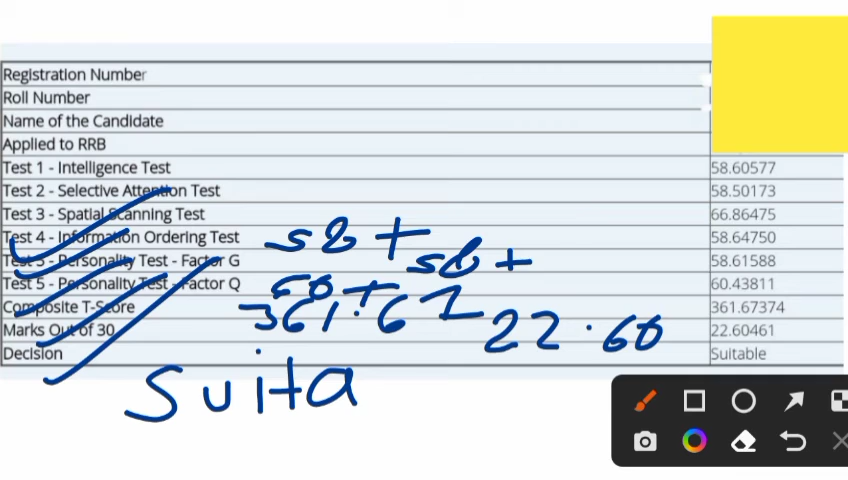 Registration Number
Roll Number
Name of the Candidate
Applied to RRB
Test 1 - Intelligence Test 58.60577
Test 2 - Selective Attention Test 58.50173
Test 3 - Spatial Scanning Test 66.86475
Test 4 - Information Ordering Test 58.64750
Test 5 - Personality Test - Factor G 58.61588
Test 5 - Personality Test - Factor Q 60.43811
Composite T-Score 361.67374
Marks Out of 30 22.60461
Decision Suitable
58 +
58 +
60 +
361.67
22.60
Suita